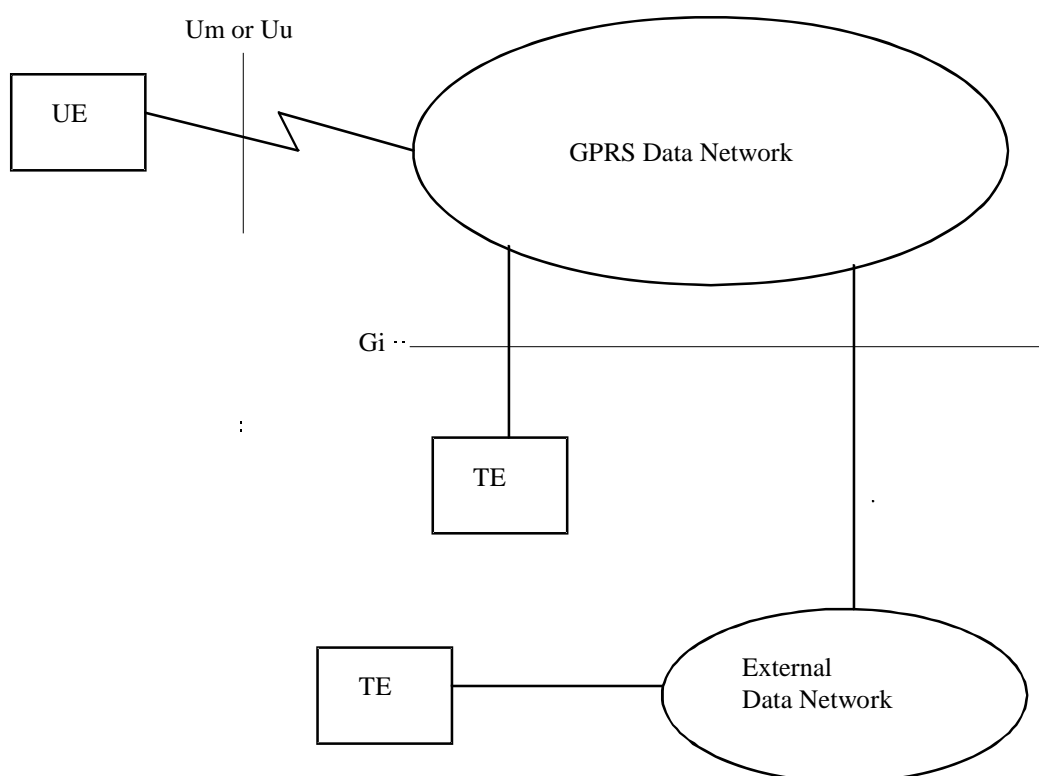 Um or Uu
UE
GPRS Data Network
Gi
TE
TE
External
Data Network